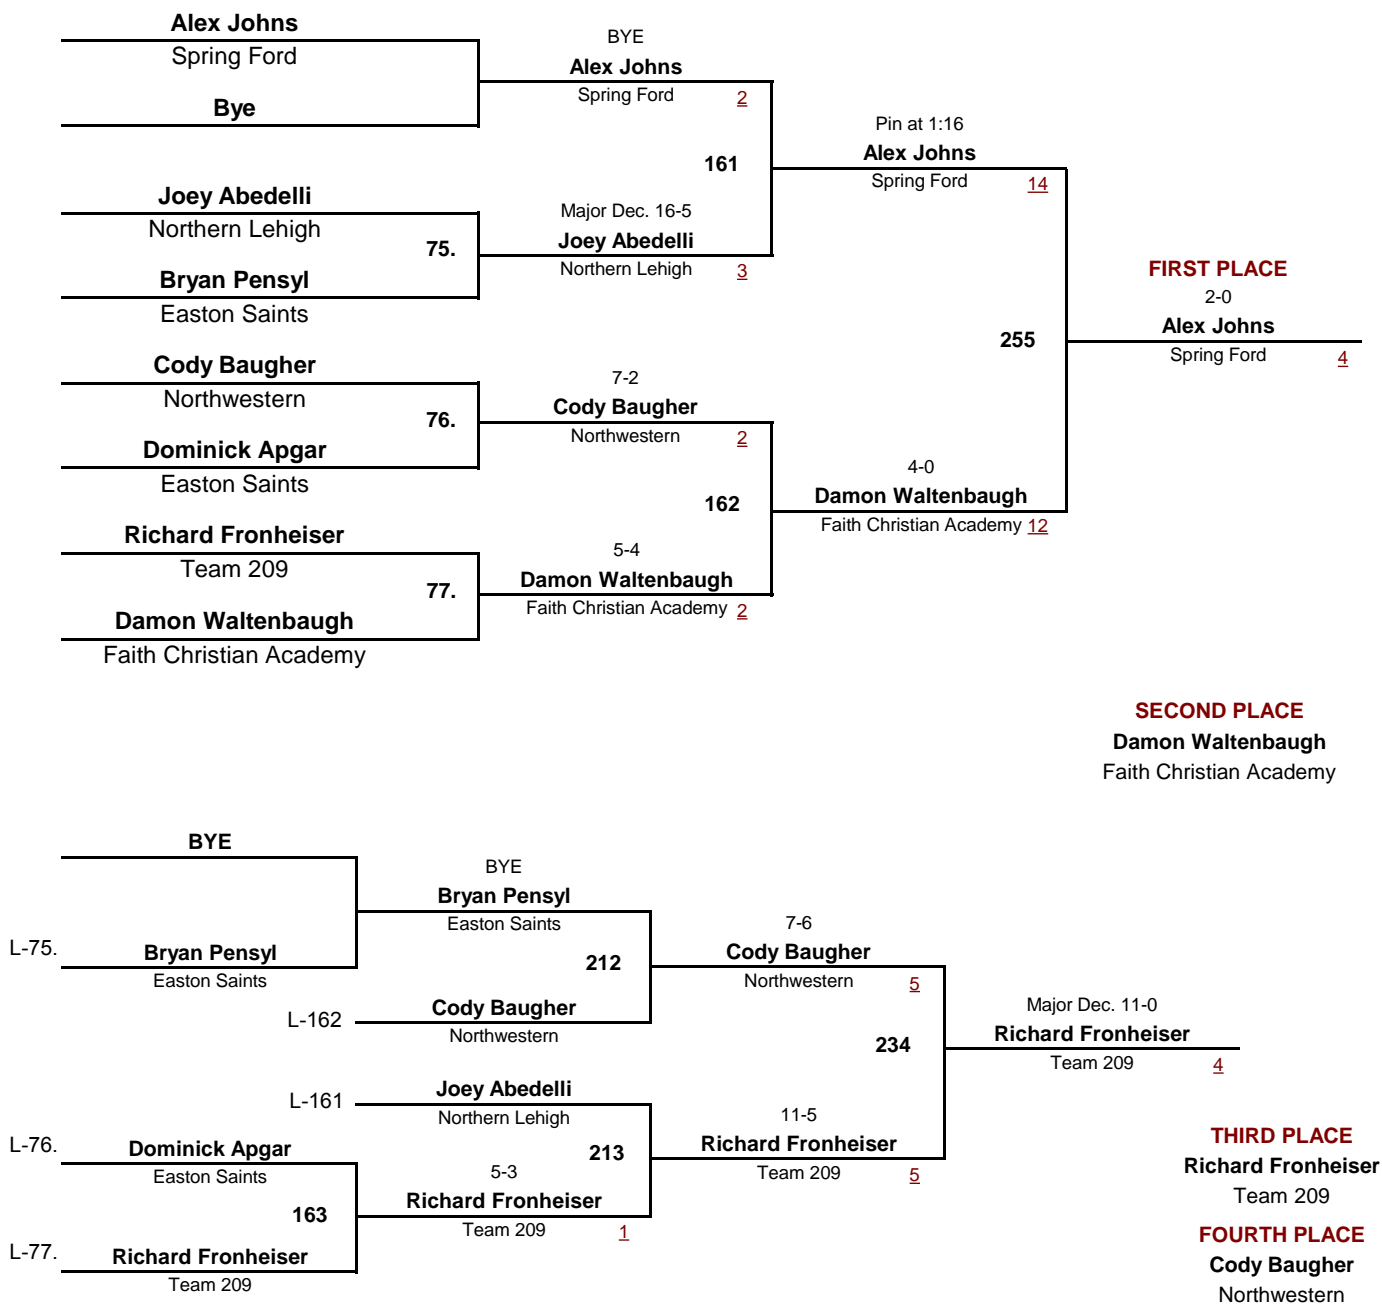 Alex Johns
Spring Ford
Bye
Joey Abedelli
Northern Lehigh
75.
Bryan Pensyl
Easton Saints
Cody Baugher
Northwestern
76.
Dominick Apgar
Easton Saints
Richard Fronheiser
Team 209
77.
Damon Waltenbaugh
Faith Christian Academy
BYE
Alex Johns
Spring Ford 2
161
Major Dec. 16-5
Joey Abedelli
Northern Lehigh 3
7-2
Cody Baugher
Northwestern 2
162
5-4
Damon Waltenbaugh
Faith Christian Academy 2
Pin at 1:16
Alex Johns
Spring Ford 14
255
4-0
Damon Waltenbaugh
Faith Christian Academy 12
FIRST PLACE
2-0
Alex Johns
Spring Ford 4
SECOND PLACE
Damon Waltenbaugh
Faith Christian Academy
BYE
L-75. Bryan Pensyl
Easton Saints
BYE
Bryan Pensyl
Easton Saints
212
L-162 Cody Baugher
Northwestern
L-161 Joey Abedelli
Northern Lehigh
213
L-76. Dominick Apgar
Easton Saints
163
L-77. Richard Fronheiser
Team 209
5-3
Richard Fronheiser
Team 209 1
7-6
Cody Baugher
Northwestern 5
234
11-5
Richard Fronheiser
Team 209 5
Major Dec. 11-0
Richard Fronheiser
Team 209 4
THIRD PLACE
Richard Fronheiser
Team 209
FOURTH PLACE
Cody Baugher
Northwestern